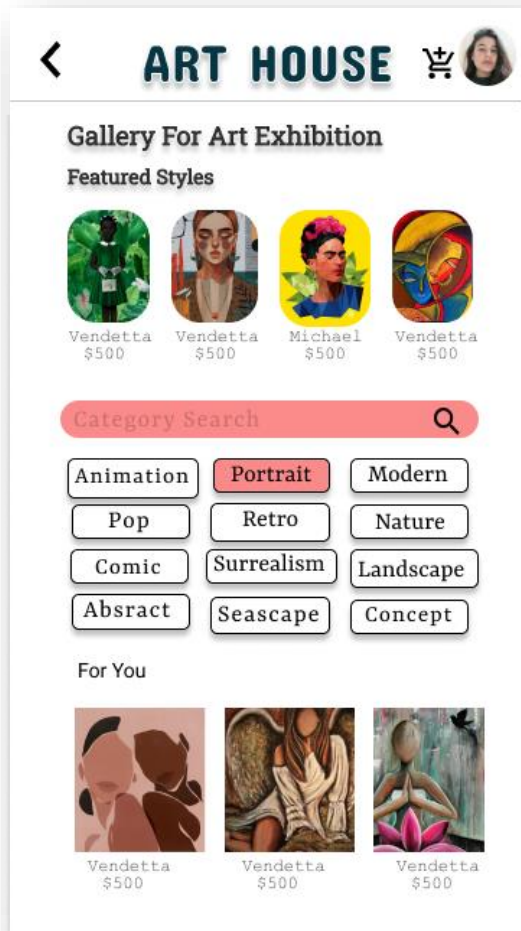 ART HOUSE
Gallery For Art Exhibition
Featured Styles
Vendetta Vendetta Michael Vendetta
$500 $500 $500 $500
Category Search
Animation Portrait Modern
Pop Retro Nature
Comic Surrealism Landscape
Absract Seascape Concept
For You
Vendetta Vendetta Vendetta
$500 $500 $500